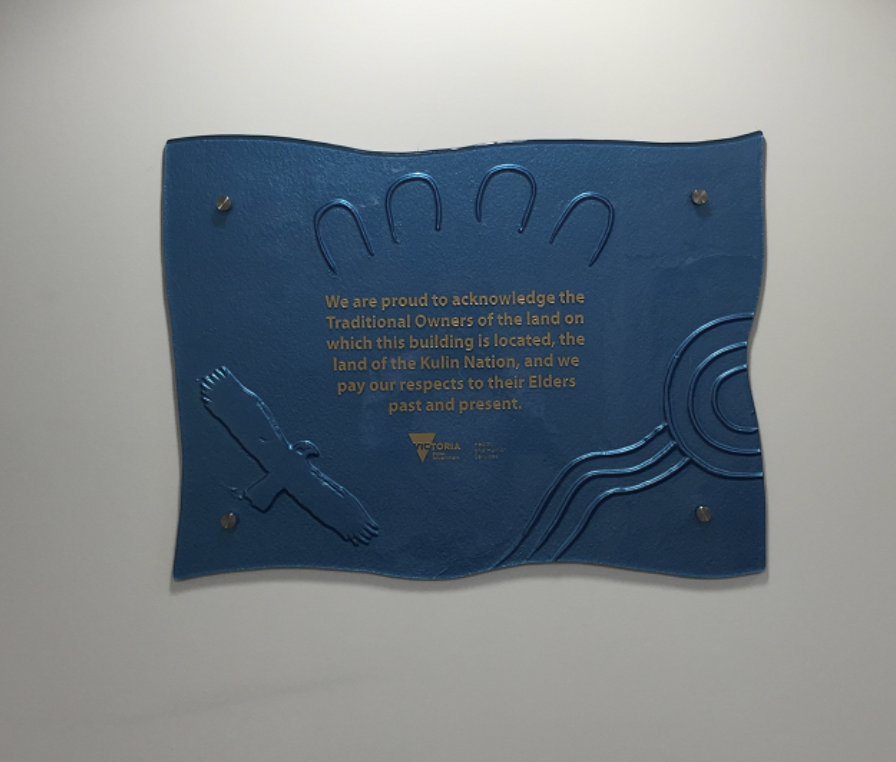 We are proud to acknowledge the
Traditional Owners of the land on
which this building is located, the
land of the Kulin Nation, and we
pay our respects to their Elders
past and present.
VICTORIA